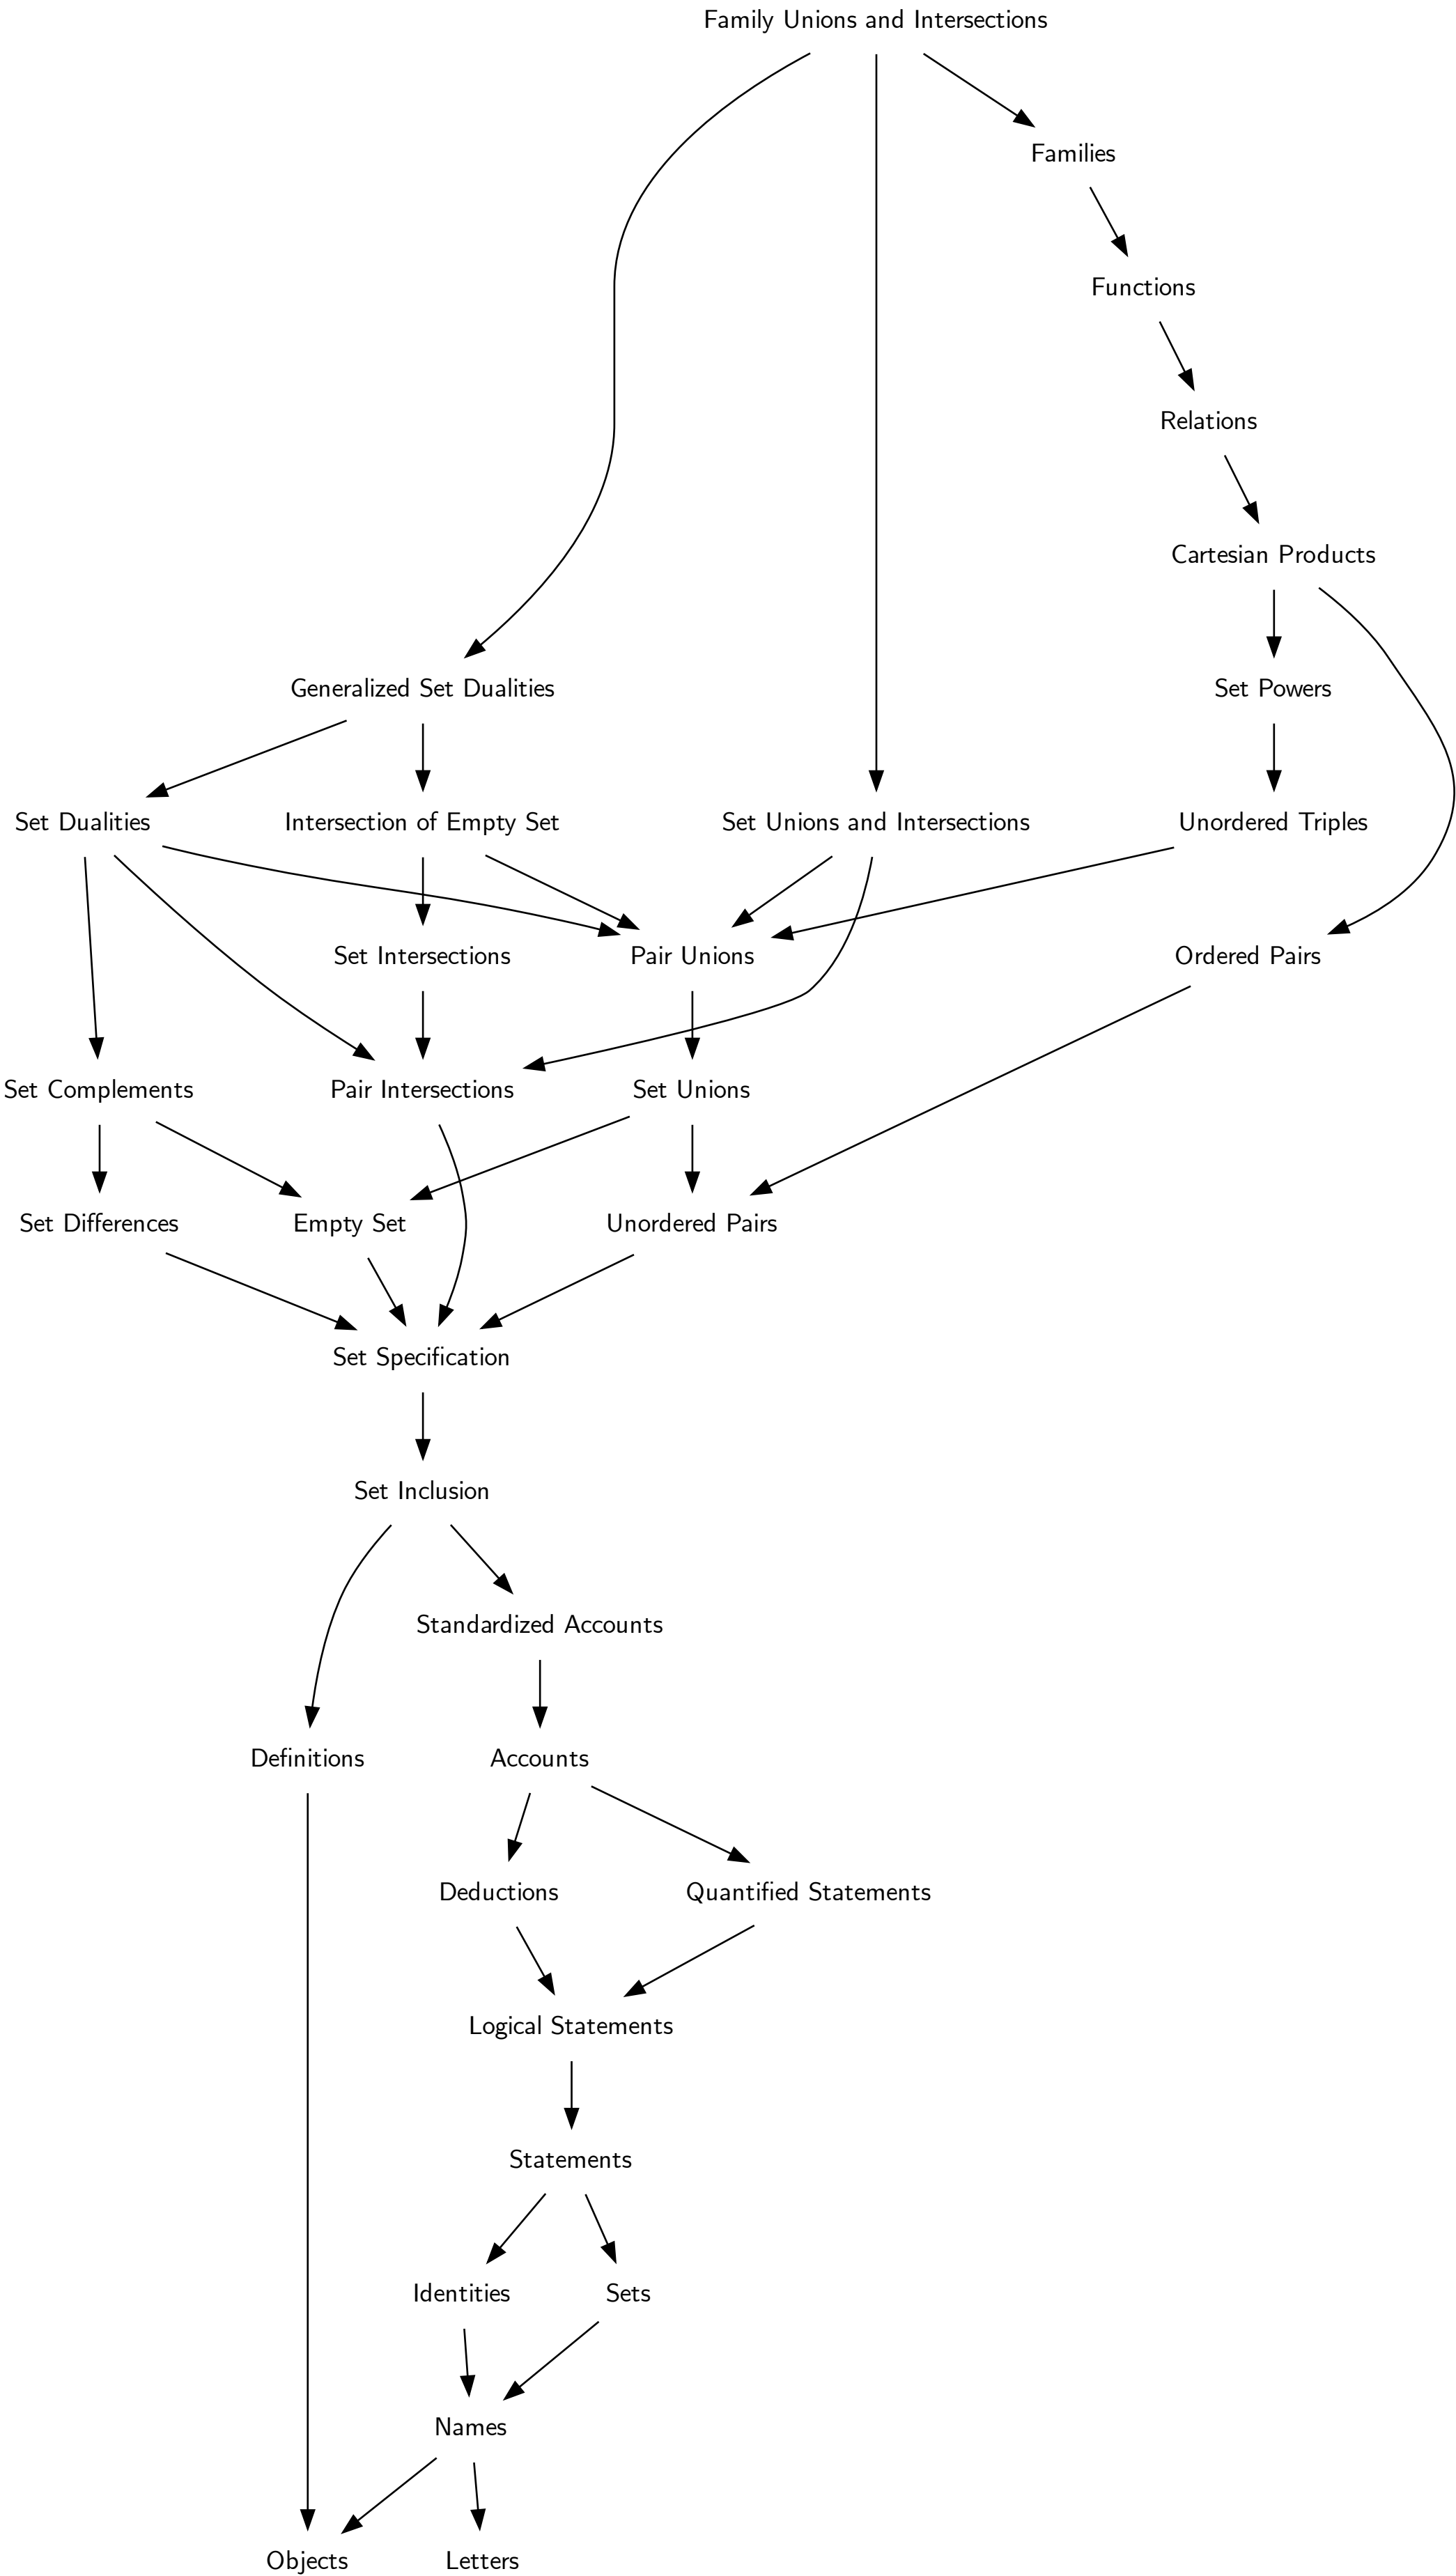 Family Unions and Intersections
Families
Functions
Relations
Cartesian Products
Generalized Set Dualities
Set Powers
Set Dualities
Intersection of Empty Set
Set Unions and Intersections
Unordered Triples
Set Intersections
Pair Unions
Ordered Pairs
Set Complements
Pair Intersections
Set Unions
Set Differences
Empty Set
Unordered Pairs
Set Specification
Set Inclusion
Standardized Accounts
Definitions
Accounts
Deductions
Quantified Statements
Logical Statements
Statements
Identities
Sets
Names
Objects
Letters